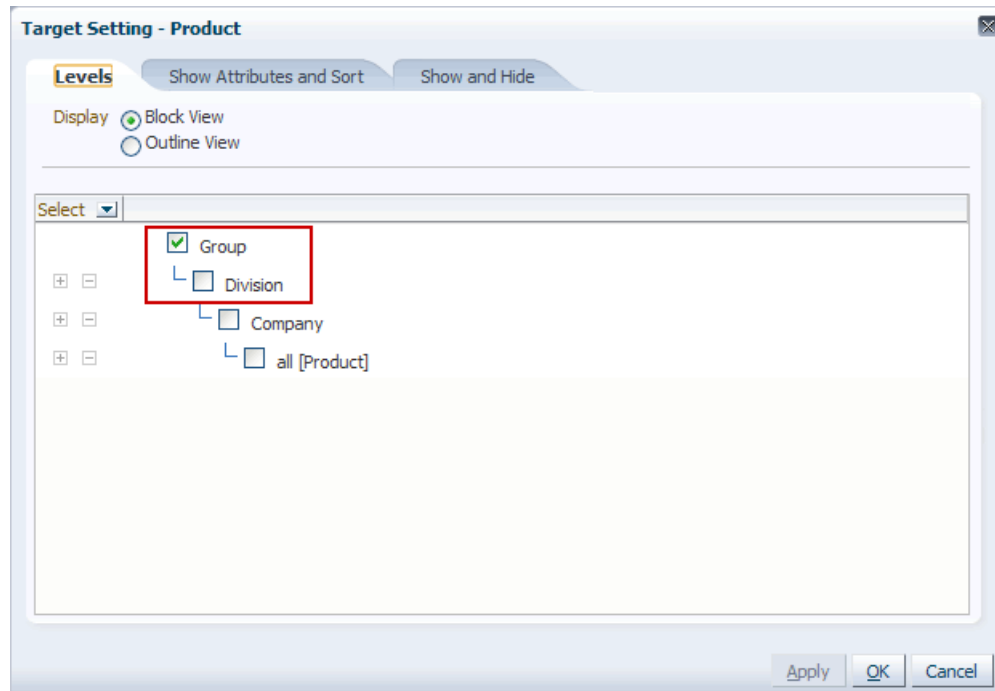 Target Setting - Product
Levels Show Attributes and Sort Show and Hide
Display Block View
Outline View
Select
Group
Division
Company
all [Product]
Apply OK Cancel